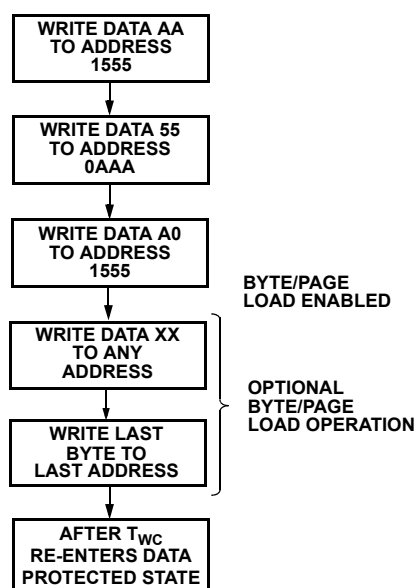 WRITE DATA AA
TO ADDRESS
1555
WRITE DATA 55
TO ADDRESS
0AAA
WRITE DATA A0
TO ADDRESS
1555
BYTE/PAGE
LOAD ENABLED
WRITE DATA XX
TO ANY
ADDRESS
WRITE LAST
BYTE TO
LAST ADDRESS
OPTIONAL
BYTE/PAGE
LOAD OPERATION
AFTER TWC
RE-ENTERS DATA
PROTECTED STATE